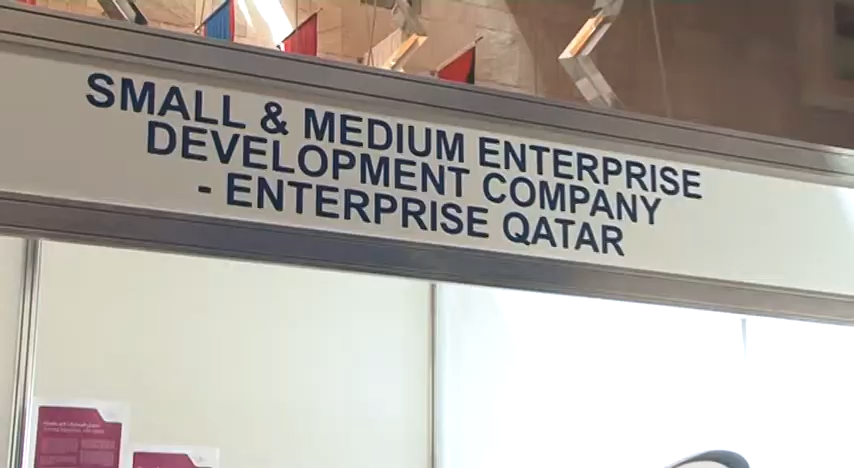 SMALL & MEDIUM ENTERPRISE
DEVELOPMENT COMPANY
- ENTERPRISE QATAR